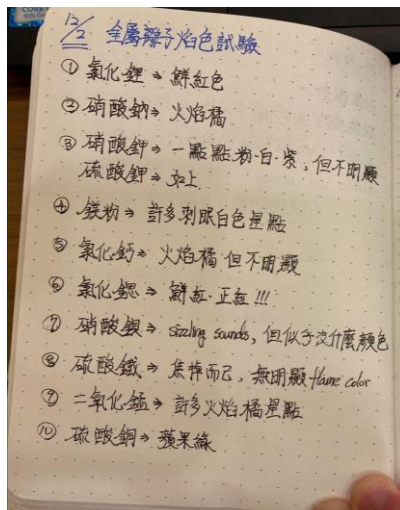 12/2 金屬離子焰色試驗
① 氯化鋰 → 鮮紅色
② 硝酸鈉 → 火焰橘
③ 硝酸鉀 → 一點點粉、白、紫，但不明顯
硫酸鉀 → 如上
④ 鎂粉 → 許多刺眼白色星點
⑤ 氯化鈣 → 火焰橘 但不明顯
⑥ 氯化鍶 → 鮮紅、正紅!!!
⑦ 硝酸鋇 → sizzling sounds, 但似乎沒什麼顏色
⑧ 硫酸鐵 → 焦掉而已，無明顯 flame color
⑨ 二氧化錳 → 許多火焰橘星點
⑩ 硫酸銅 → 蘋果綠